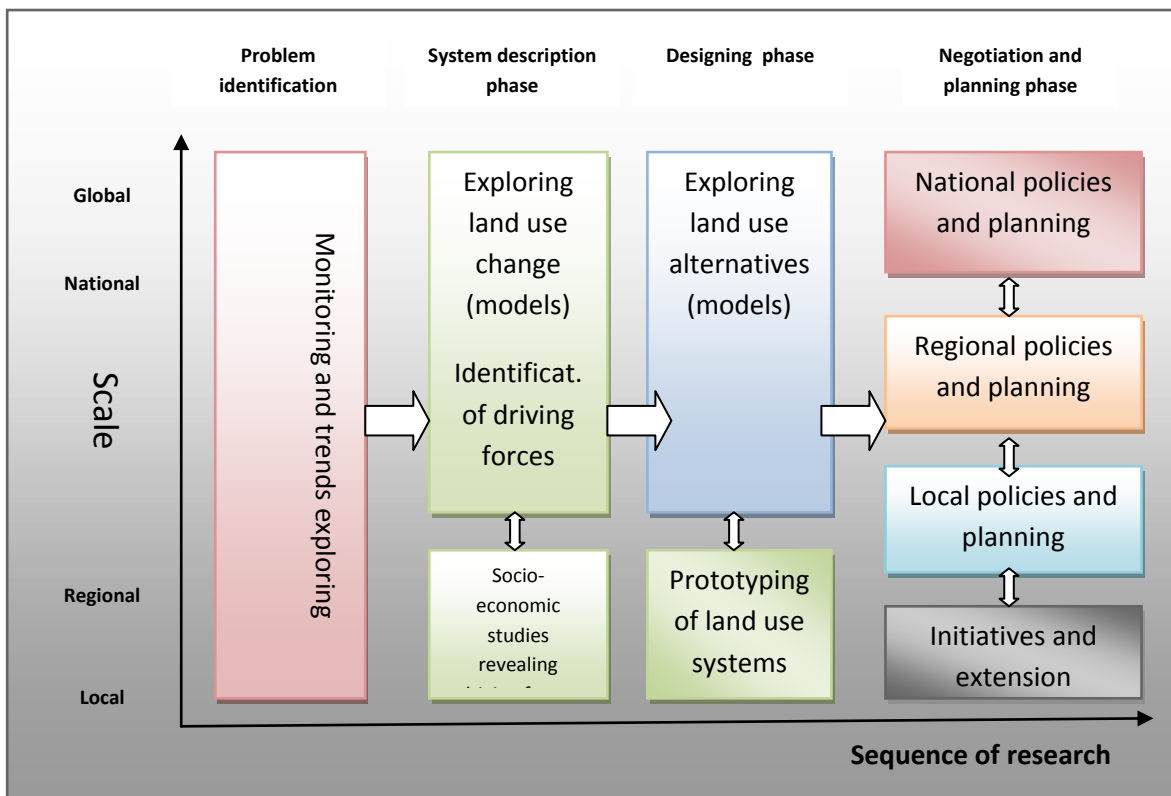 Problem
identification
System description
phase
Designing phase
Negotiation and
planning phase
Global
National
Scale
Regional
Local
Monitoring and trends exploring
Exploring
land use
change
(models)
Identificat.
of driving
forces
Socio-
economic
studies
revealing
Exploring
land use
alternatives
(models)
Prototyping
of land use
systems
National policies
and planning
Regional policies
and planning
Local policies and
planning
Initiatives and
extension
Sequence of research